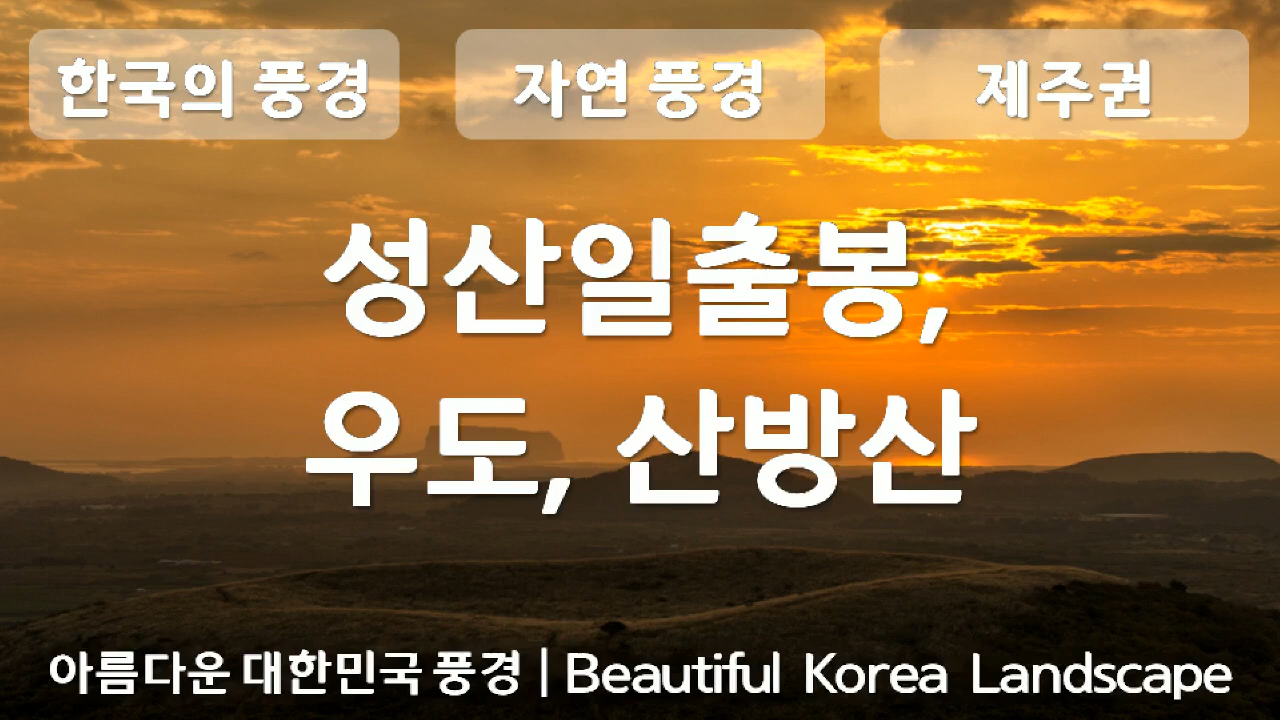 한국의 풍경 자연 풍경 제주권
성산일출봉,
우도, 산방산
아름다운 대한민국 풍경 | Beautiful Korea Landscape